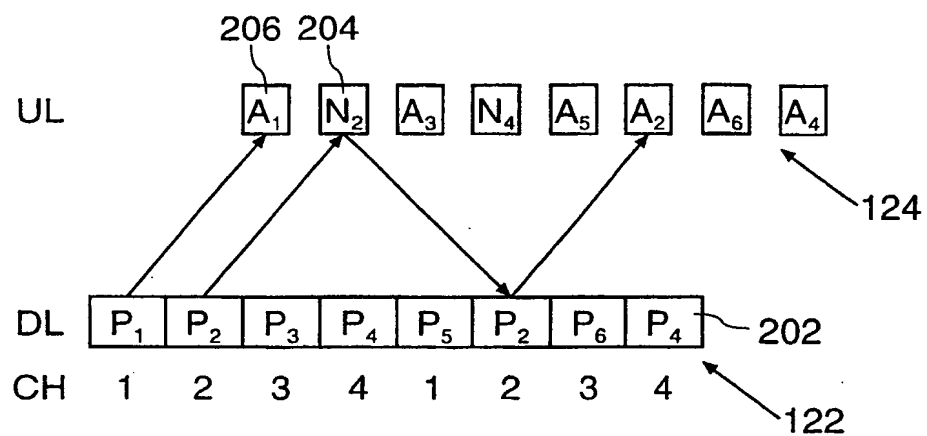 206 204
UL A₁ N₂ A₃ N₄ A₅ A₂ A₆ A₄
124
DL P₁ P₂ P₃ P₄ P₅ P₂ P₆ P₄ 202
CH 1 2 3 4 1 2 3 4
122